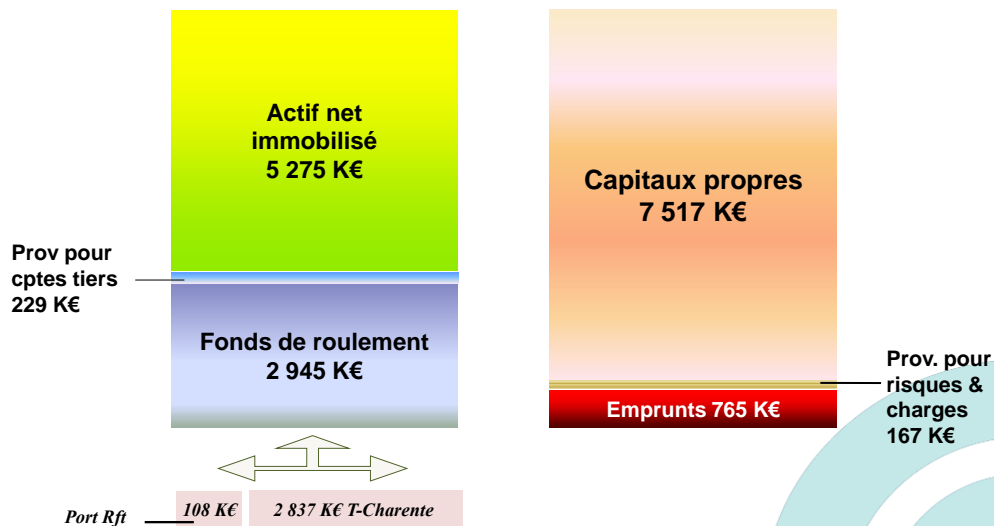 Actif net
immobilisé
5 275 K€
Prov pour
cptes tiers
229 K€
Fonds de roulement
2 945 K€
Capitaux propres
7 517 K€
Prov. pour
risques &
charges
167 K€
Emprunts 765 K€
Port Rft
108 K€
2 837 K€ T-Charente